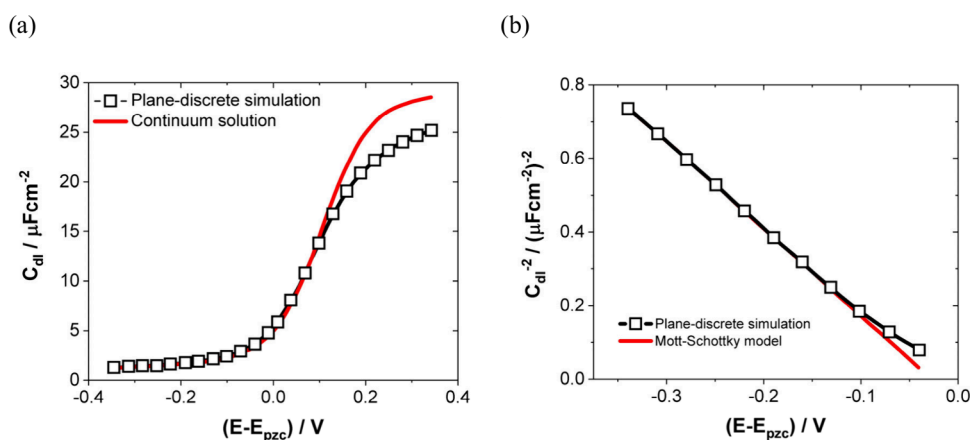 (a)
(b)
30
25
20
15
10
5
0
C_dl / μFcm⁻²
Plane-discrete simulation
Continuum solution
-0.4
-0.2
0.0
0.2
0.4
(E-E_pzc) / V
0.8
0.6
0.4
0.2
0.0
C_dl⁻² / (μFcm⁻²)⁻²
Plane-discrete simulation
Mott-Schottky model
-0.3
-0.2
-0.1
0.0
(E-E_pzc) / V